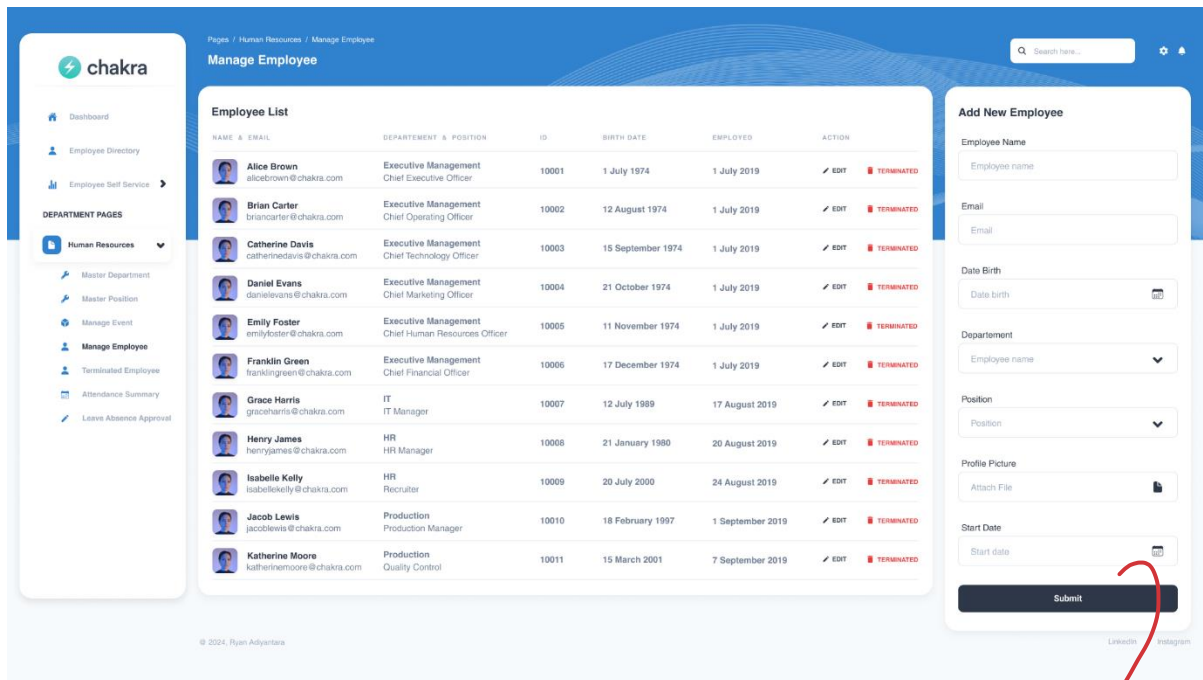 chakra
Dashboard
Employee Directory
Employee Self Service
DEPARTMENT PAGES
Human Resources
Master Department
Master Position
Manage Event
Manage Employee
Terminated Employee
Attendance Summary
Leave Absence Approval
Pages / Human Resources / Manage Employee
Manage Employee
Search here...
Employee List
NAME & EMAIL DEPARTEMENT & POSITION ID BIRTH DATE EMPLOYED ACTION
Alice Brown Executive Management
alicebrown@chakra.com Chief Executive Officer 10001 1 July 1974 1 July 2019 EDIT TERMINATED
Brian Carter Executive Management
briancarter@chakra.com Chief Operating Officer 10002 12 August 1974 1 July 2019 EDIT TERMINATED
Catherine Davis Executive Management
catherinedavis@chakra.com Chief Technology Officer 10003 15 September 1974 1 July 2019 EDIT TERMINATED
Daniel Evans Executive Management
danielevans@chakra.com Chief Marketing Officer 10004 21 October 1974 1 July 2019 EDIT TERMINATED
Emily Foster Executive Management
emilyfoster@chakra.com Chief Human Resources Officer 10005 11 November 1974 1 July 2019 EDIT TERMINATED
Franklin Green Executive Management
franklingreen@chakra.com Chief Financial Officer 10006 17 December 1974 1 July 2019 EDIT TERMINATED
Grace Harris IT
graceharris@chakra.com IT Manager 10007 12 July 1989 17 August 2019 EDIT TERMINATED
Henry James HR
henryjames@chakra.com HR Manager 10008 21 January 1980 20 August 2019 EDIT TERMINATED
Isabelle Kelly HR
isabellekelly@chakra.com Recruiter 10009 20 July 2000 24 August 2019 EDIT TERMINATED
Jacob Lewis Production
jacoblewis@chakra.com Production Manager 10010 18 February 1997 1 September 2019 EDIT TERMINATED
Katherine Moore Production
katherinemoore@chakra.com Quality Control 10011 15 March 2001 7 September 2019 EDIT TERMINATED
Add New Employee
Employee Name
Employee name
Email
Email
Date Birth
Date birth
Departement
Employee name
Position
Position
Profile Picture
Attach File
Start Date
Start date
Submit
© 2024, Ryan Adiyantara
LinkedIn Instagram